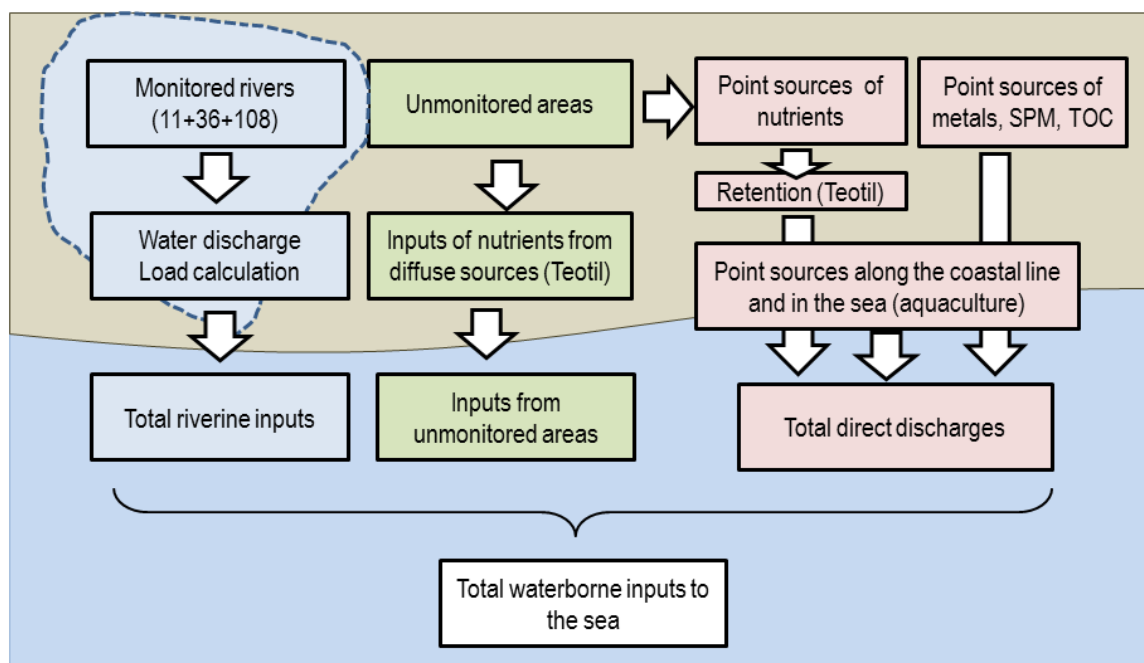 Monitored rivers
(11+36+108)
Unmonitored areas
Point sources of
nutrients
Point sources of
metals, SPM, TOC
Retention (Teotil)
Water discharge
Load calculation
Inputs of nutrients from
diffuse sources (Teotil)
Point sources along the coastal line
and in the sea (aquaculture)
Total riverine inputs
Inputs from
unmonitored areas
Total direct discharges
Total waterborne inputs to
the sea